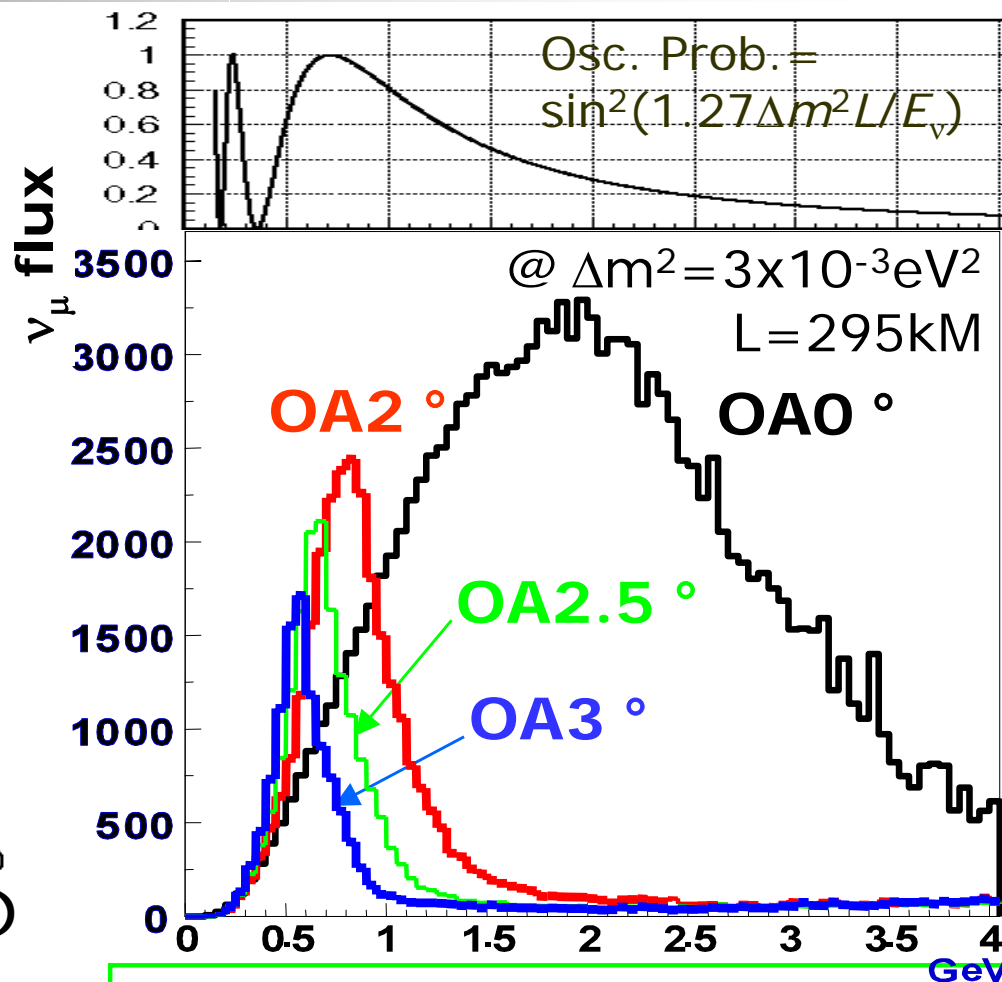 1.2
1
0.8
0.6
0.4
0.2
0
Osc. Prob.=
sin²(1.27Δm²L/Eν)
νμ flux
@ Δm²=3x10⁻³eV²
L=295kM
3500
3000
2500
2000
1500
1000
500
0
OA2 °
OA0 °
OA2.5 °
OA3 °
0 0.5 1 1.5 2 2.5 3 3.5 4
GeV